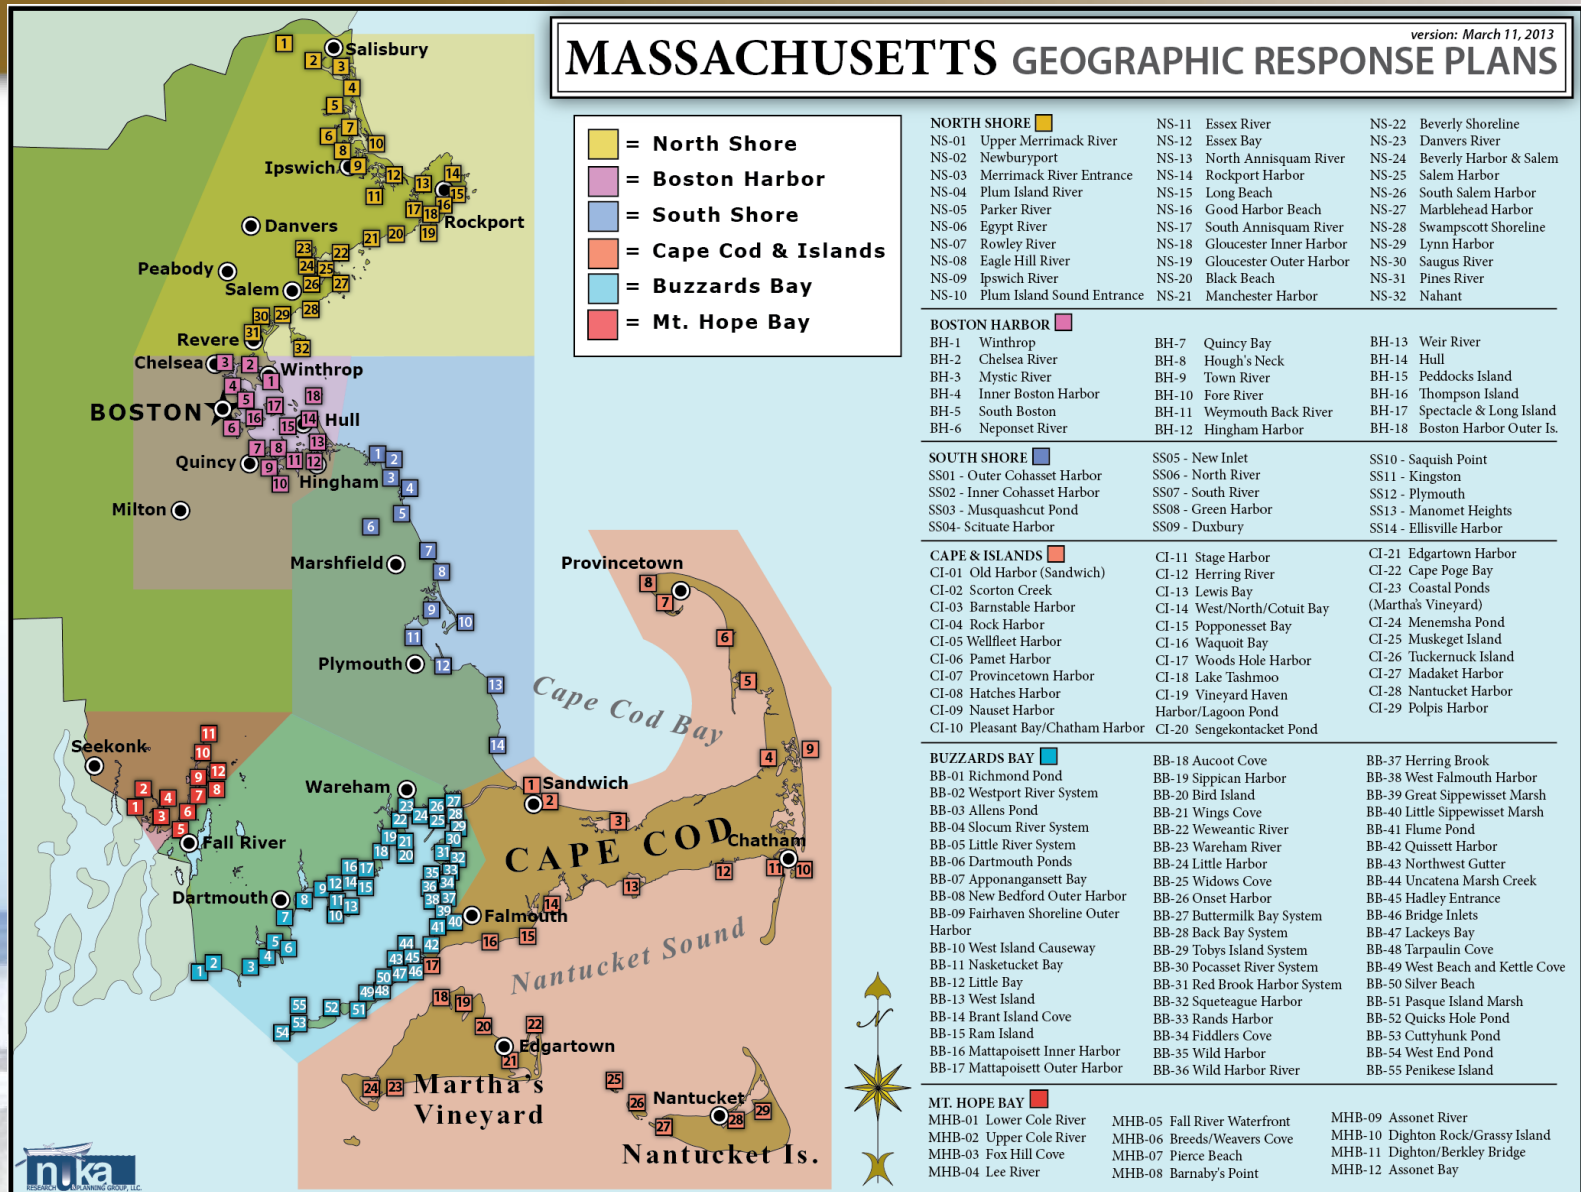 version: March 11, 2013
MASSACHUSETTS GEOGRAPHIC RESPONSE PLANS
= North Shore
= Boston Harbor
= South Shore
= Cape Cod & Islands
= Buzzards Bay
= Mt. Hope Bay
NORTH SHORE
NS-01 Upper Merrimack River
NS-02 Newburyport
NS-03 Merrimack River Entrance
NS-04 Plum Island River
NS-05 Parker River
NS-06 Egypt River
NS-07 Rowley River
NS-08 Eagle Hill River
NS-09 Ipswich River
NS-10 Plum Island Sound Entrance
NS-11 Essex River
NS-12 Essex Bay
NS-13 North Annisquam River
NS-14 Rockport Harbor
NS-15 Long Beach
NS-16 Good Harbor Beach
NS-17 South Annisquam River
NS-18 Gloucester Inner Harbor
NS-19 Gloucester Outer Harbor
NS-20 Black Beach
NS-21 Manchester Harbor
NS-22 Beverly Shoreline
NS-23 Danvers River
NS-24 Beverly Harbor & Salem
NS-25 Salem Harbor
NS-26 South Salem Harbor
NS-27 Marblehead Harbor
NS-28 Swampscott Shoreline
NS-29 Lynn Harbor
NS-30 Saugus River
NS-31 Pines River
NS-32 Nahant
BOSTON HARBOR
BH-1 Winthrop
BH-2 Chelsea River
BH-3 Mystic River
BH-4 Inner Boston Harbor
BH-5 South Boston
BH-6 Neponset River
BH-7 Quincy Bay
BH-8 Hough's Neck
BH-9 Town River
BH-10 Fore River
BH-11 Weymouth Back River
BH-12 Hingham Harbor
BH-13 Weir River
BH-14 Hull
BH-15 Peddocks Island
BH-16 Thompson Island
BH-17 Spectacle & Long Island
BH-18 Boston Harbor Outer Is.
SOUTH SHORE
SS01 - Outer Cohasset Harbor
SS02 - Inner Cohasset Harbor
SS03 - Musquashcut Pond
SS04- Scituate Harbor
SS05 - New Inlet
SS06 - North River
SS07 - South River
SS08 - Green Harbor
SS09 - Duxbury
SS10 - Saquish Point
SS11 - Kingston
SS12 - Plymouth
SS13 - Manomet Heights
SS14 - Ellisville Harbor
CAPE & ISLANDS
CI-01 Old Harbor (Sandwich)
CI-02 Scorton Creek
CI-03 Barnstable Harbor
CI-04 Rock Harbor
CI-05 Wellfleet Harbor
CI-06 Pamet Harbor
CI-07 Provincetown Harbor
CI-08 Hatches Harbor
CI-09 Nauset Harbor
CI-10 Pleasant Bay/Chatham Harbor
CI-11 Stage Harbor
CI-12 Herring River
CI-13 Lewis Bay
CI-14 West/North/Cotuit Bay
CI-15 Popponesset Bay
CI-16 Waquoit Bay
CI-17 Woods Hole Harbor
CI-18 Lake Tashmoo
CI-19 Vineyard Haven
Harbor/Lagoon Pond
CI-20 Sengekontacket Pond
CI-21 Edgartown Harbor
CI-22 Cape Poge Bay
CI-23 Coastal Ponds
(Martha's Vineyard)
CI-24 Menemsha Pond
CI-25 Muskeget Island
CI-26 Tuckernuck Island
CI-27 Madaket Harbor
CI-28 Nantucket Harbor
CI-29 Polpis Harbor
BUZZARDS BAY
BB-01 Richmond Pond
BB-02 Westport River System
BB-03 Allens Pond
BB-04 Slocum River System
BB-05 Little River System
BB-06 Dartmouth Ponds
BB-07 Apponangansett Bay
BB-08 New Bedford Outer Harbor
BB-09 Fairhaven Shoreline Outer
Harbor
BB-10 West Island Causeway
BB-11 Nasketucket Bay
BB-12 Little Bay
BB-13 West Island
BB-14 Brant Island Cove
BB-15 Ram Island
BB-16 Mattapoisett Inner Harbor
BB-17 Mattapoisett Outer Harbor
BB-18 Aucoot Cove
BB-19 Sippican Harbor
BB-20 Bird Island
BB-21 Wings Cove
BB-22 Weweantic River
BB-23 Wareham River
BB-24 Little Harbor
BB-25 Widows Cove
BB-26 Onset Harbor
BB-27 Buttermilk Bay System
BB-28 Back Bay System
BB-29 Tobys Island System
BB-30 Pocasset River System
BB-31 Red Brook Harbor System
BB-32 Squeteague Harbor
BB-33 Rands Harbor
BB-34 Fiddlers Cove
BB-35 Wild Harbor
BB-36 Wild Harbor River
BB-37 Herring Brook
BB-38 West Falmouth Harbor
BB-39 Great Sippewisset Marsh
BB-40 Little Sippewisset Marsh
BB-41 Flume Pond
BB-42 Quissett Harbor
BB-43 Northwest Gutter
BB-44 Uncatena Marsh Creek
BB-45 Hadley Entrance
BB-46 Bridge Inlets
BB-47 Lackeys Bay
BB-48 Tarpaulin Cove
BB-49 West Beach and Kettle Cove
BB-50 Silver Beach
BB-51 Pasque Island Marsh
BB-52 Quicks Hole Pond
BB-53 Cuttyhunk Pond
BB-54 West End Pond
BB-55 Penikese Island
MT. HOPE BAY
MHB-01 Lower Cole River
MHB-02 Upper Cole River
MHB-03 Fox Hill Cove
MHB-04 Lee River
MHB-05 Fall River Waterfront
MHB-06 Breeds/Weavers Cove
MHB-07 Pierce Beach
MHB-08 Barnaby's Point
MHB-09 Assonet River
MHB-10 Dighton Rock/Grassy Island
MHB-11 Dighton/Berkley Bridge
MHB-12 Assonet Bay
Salisbury
Ipswich
Rockport
Danvers
Peabody
Salem
Revere
Chelsea
Winthrop
BOSTON
Hull
Quincy
Hingham
Milton
Marshfield
Provincetown
Plymouth
Cape Cod Bay
Seekonk
Wareham
Sandwich
Fall River
CAPE COD
Chatham
Dartmouth
Falmouth
Nantucket Sound
Edgartown
Martha's
Vineyard
Nantucket
Nantucket Is.
N
nuka
RESEARCH & PLANNING GROUP, LLC.